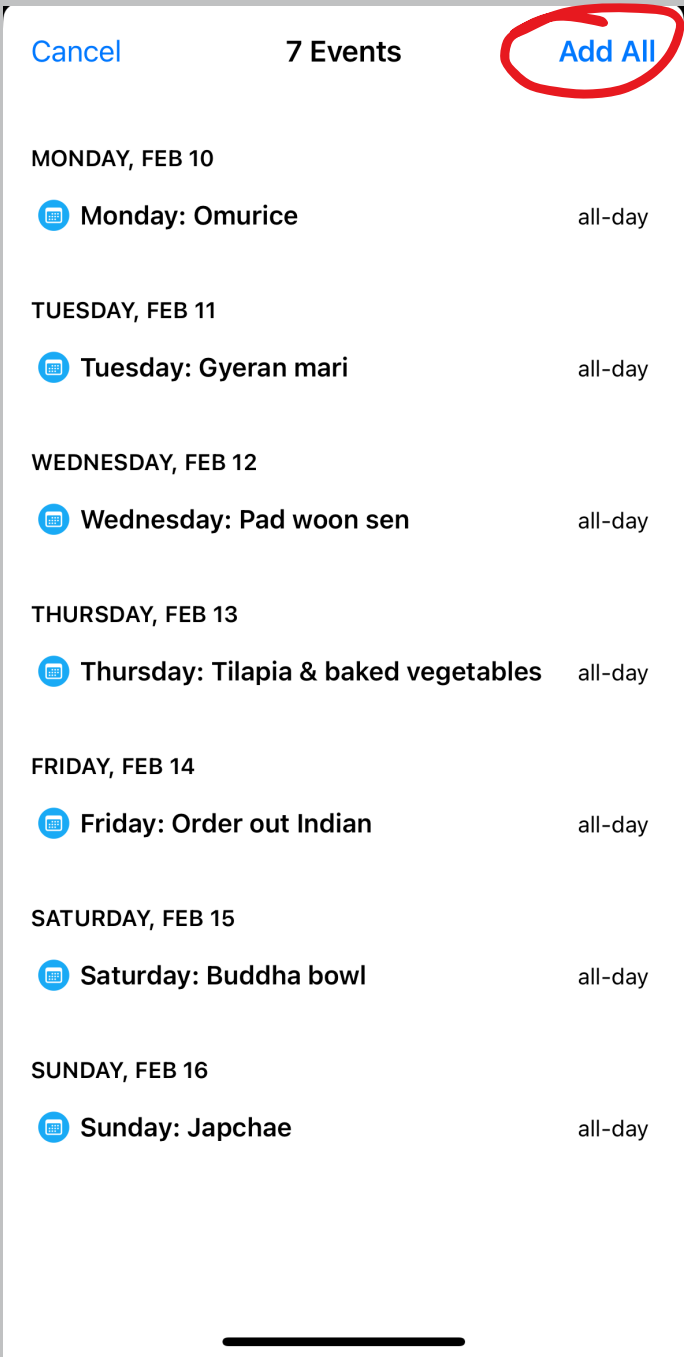 Cancel 7 Events Add All
MONDAY, FEB 10
Monday: Omurice all-day
TUESDAY, FEB 11
Tuesday: Gyeran mari all-day
WEDNESDAY, FEB 12
Wednesday: Pad woon sen all-day
THURSDAY, FEB 13
Thursday: Tilapia & baked vegetables all-day
FRIDAY, FEB 14
Friday: Order out Indian all-day
SATURDAY, FEB 15
Saturday: Buddha bowl all-day
SUNDAY, FEB 16
Sunday: Japchae all-day